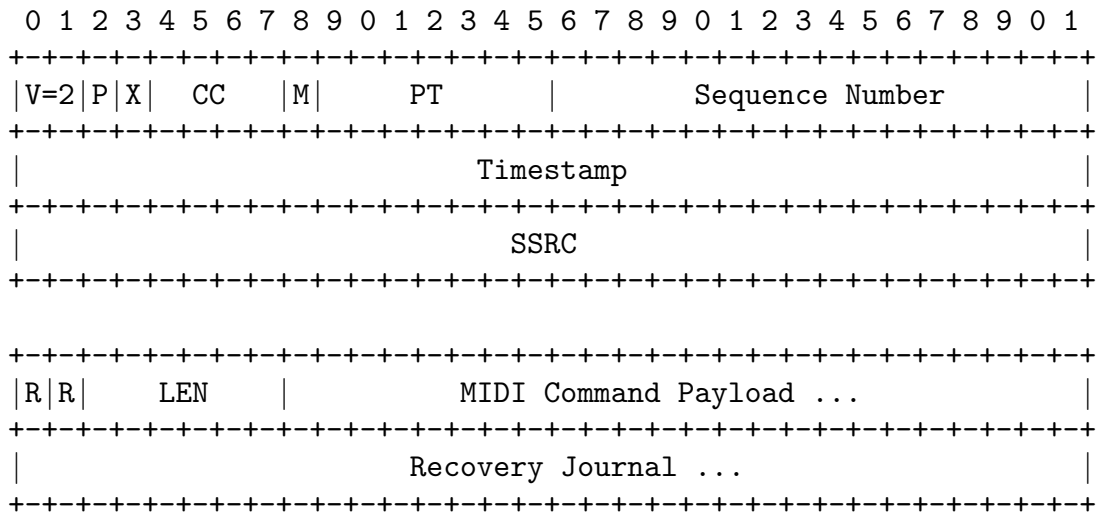 0 1 2 3 4 5 6 7 8 9 0 1 2 3 4 5 6 7 8 9 0 1 2 3 4 5 6 7 8 9 0 1
+-+-+-+-+-+-+-+-+-+-+-+-+-+-+-+-+-+-+-+-+-+-+-+-+-+-+-+-+-+-+-+-+
|V=2|P|X|  CC   |M|     PT      |        Sequence Number        |
+-+-+-+-+-+-+-+-+-+-+-+-+-+-+-+-+-+-+-+-+-+-+-+-+-+-+-+-+-+-+-+-+
|                           Timestamp                           |
+-+-+-+-+-+-+-+-+-+-+-+-+-+-+-+-+-+-+-+-+-+-+-+-+-+-+-+-+-+-+-+-+
|                             SSRC                              |
+-+-+-+-+-+-+-+-+-+-+-+-+-+-+-+-+-+-+-+-+-+-+-+-+-+-+-+-+-+-+-+-+

+-+-+-+-+-+-+-+-+-+-+-+-+-+-+-+-+-+-+-+-+-+-+-+-+-+-+-+-+-+-+-+-+
|R|R|    LEN    |          MIDI Command Payload ...             |
+-+-+-+-+-+-+-+-+-+-+-+-+-+-+-+-+-+-+-+-+-+-+-+-+-+-+-+-+-+-+-+-+
|                       Recovery Journal ...                    |
+-+-+-+-+-+-+-+-+-+-+-+-+-+-+-+-+-+-+-+-+-+-+-+-+-+-+-+-+-+-+-+-+